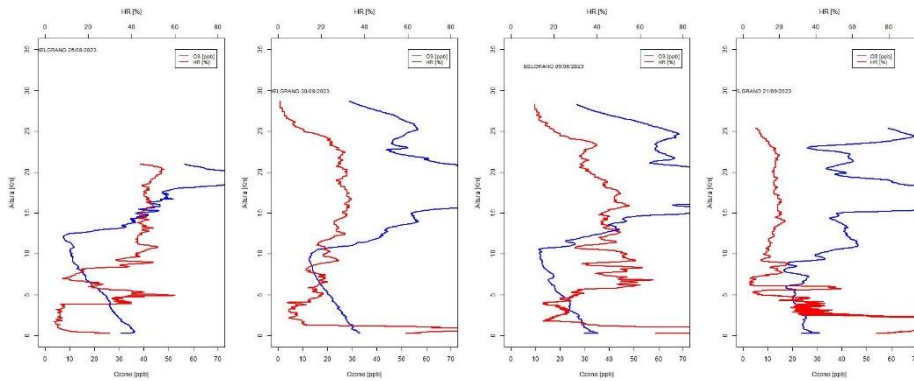 HR [%]
0 20 40 60
BELGRANO 25/08/2023
O3 [ppb]
HR [%]
Altura [Km]
0 5 10 15 20 25 30 35
0 10 20 30 40 50 60 70
Ozono [ppb]
HR [%]
0 20 40 60 80
BELGRANO 30/08/2023
O3 [ppb]
HR [%]
Altura [Km]
0 5 10 15 20 25 30 35
0 10 20 30 40 50 60 70
Ozono [ppb]
HR [%]
0 20 40 60 80
BELGRANO 06/09/2023
O3 [ppb]
HR [%]
Altura [Km]
0 5 10 15 20 25 30 35
0 10 20 30 40 50 60 70
Ozono [ppb]
HR [%]
0 20 40 60 80
ELGRANO 21/09/2023
O3 [ppb]
HR [%]
Altura [Km]
0 5 10 15 20 25 30 35
0 10 20 30 40 50 60 70
Ozono [ppb]